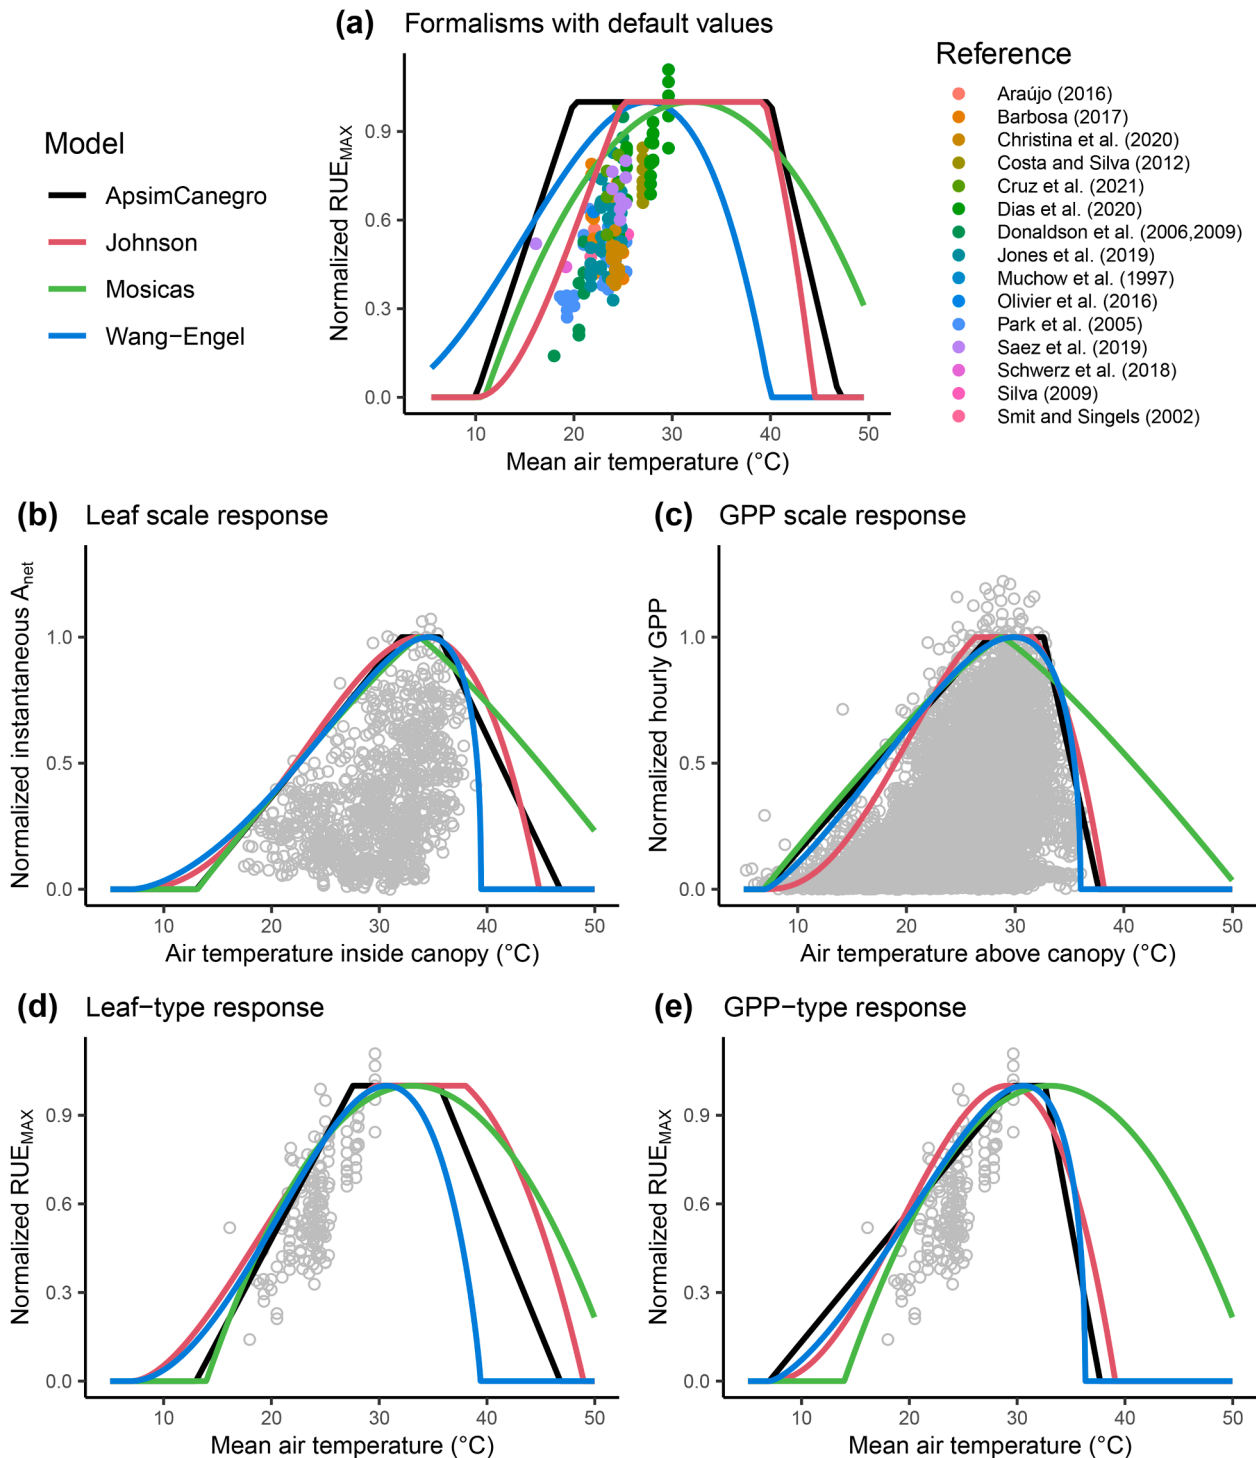 (a) Formalisms with default values
Model
ApsimCanegro
Johnson
Mosicas
Wang−Engel
Normalized RUEMAX
0.9
0.6
0.3
0.0
10 20 30 40 50
Mean air temperature (°C)
Reference
Araújo (2016)
Barbosa (2017)
Christina et al. (2020)
Costa and Silva (2012)
Cruz et al. (2021)
Dias et al. (2020)
Donaldson et al. (2006,2009)
Jones et al. (2019)
Muchow et al. (1997)
Olivier et al. (2016)
Park et al. (2005)
Saez et al. (2019)
Schwerz et al. (2018)
Silva (2009)
Smit and Singels (2002)
(b) Leaf scale response
Normalized instantaneous Anet
1.0
0.5
0.0
10 20 30 40 50
Air temperature inside canopy (°C)
(c) GPP scale response
Normalized hourly GPP
1.0
0.5
0.0
10 20 30 40 50
Air temperature above canopy (°C)
(d) Leaf−type response
Normalized RUEMAX
0.9
0.6
0.3
0.0
10 20 30 40 50
Mean air temperature (°C)
(e) GPP−type response
Normalized RUEMAX
0.9
0.6
0.3
0.0
10 20 30 40 50
Mean air temperature (°C)